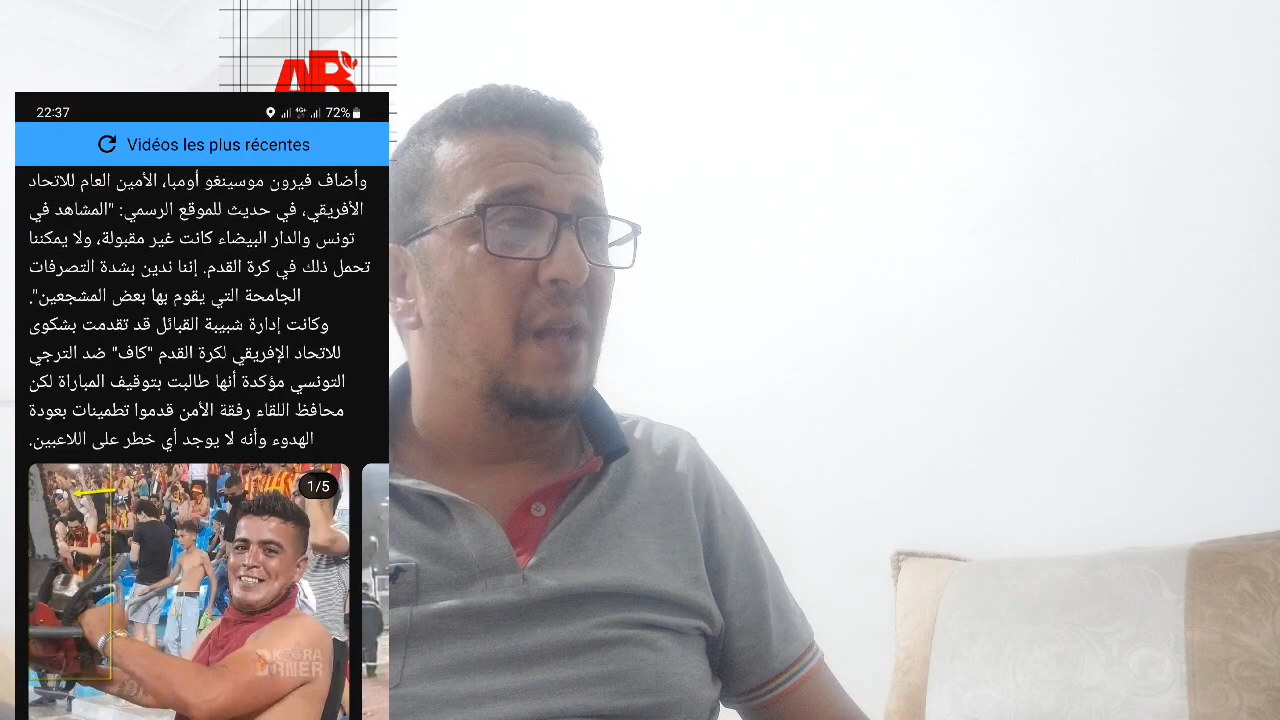 AB
22:37
4G+
72%
Vidéos les plus récentes
وأضاف فيرون موسينغو أومبا، الأمين العام للاتحاد
الأفريقي، في حديث للموقع الرسمي: "المشاهد في
تونس والدار البيضاء كانت غير مقبولة، ولا يمكننا
تحمل ذلك في كرة القدم. إننا ندين بشدة التصرفات
الجامحة التي يقوم بها بعض المشجعين".
وكانت إدارة شبيبة القبائل قد تقدمت بشكوى
للاتحاد الإفريقي لكرة القدم "كاف" ضد الترجي
التونسي مؤكدة أنها طالبت بتوقيف المباراة لكن
محافظ اللقاء رفقة الأمن قدموا تطمينات بعودة
الهدوء وأنه لا يوجد أي خطر على اللاعبين.
1/5